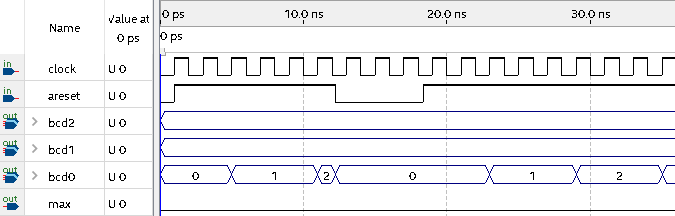 Name
Value at
0 ps
0 ps
10.0 ns
20.0 ns
30.0 ns
0 ps
in
clock
U 0
in
areset
U 0
out
bcd2
U 0
out
bcd1
U 0
out
bcd0
U 0
0
1
2
0
1
2
out
max
U 0